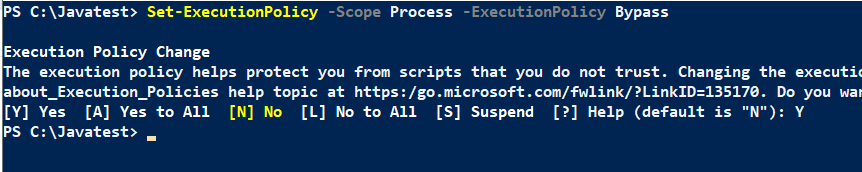 PS C:\Javatest> Set-ExecutionPolicy -Scope Process -ExecutionPolicy Bypass
Execution Policy Change
The execution policy helps protect you from scripts that you do not trust. Changing the
about_Execution_Policies help topic at https:/go.microsoft.com/fwlink/?LinkID=135170. Do you
[Y] Yes  [A] Yes to All  [N] No  [L] No to All  [S] Suspend  [?] Help (default is "N"): Y
PS C:\Javatest>